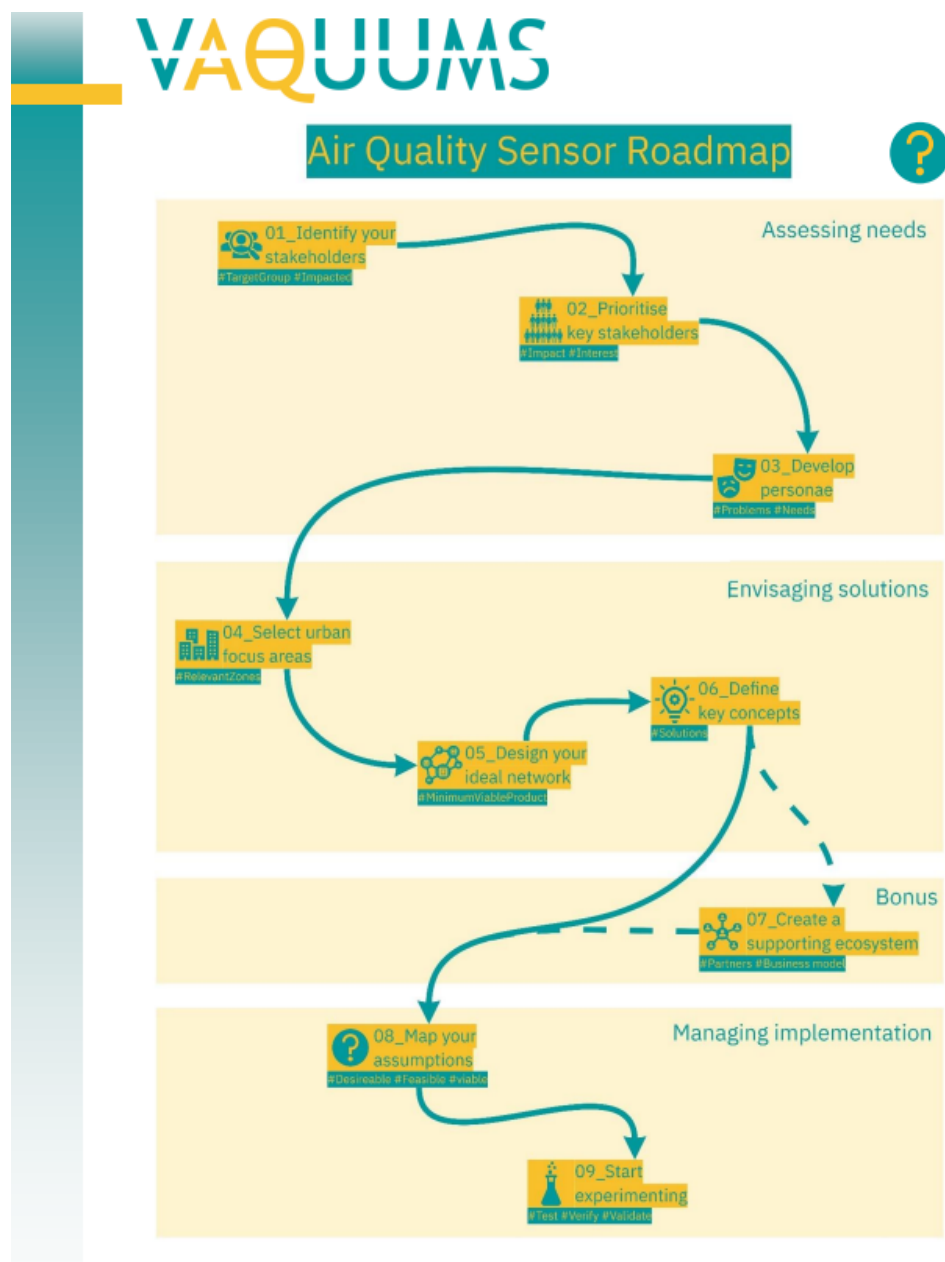 VAQUUMS
Air Quality Sensor Roadmap
?
Assessing needs
01_Identify your
stakeholders
#TargetGroup #Impacted
02_Prioritise
key stakeholders
#Impact #Interest
03_Develop
personae
#Problems #Needs
Envisaging solutions
04_Select urban
focus areas
#RelevantZones
06_Define
key concepts
#Solutions
05_Design your
ideal network
#MinimumViableProduct
Bonus
07_Create a
supporting ecosystem
#Partners #Business model
Managing implementation
?
08_Map your
assumptions
#Desireable #Feasible #viable
09_Start
experimenting
#Test #Verify #Validate